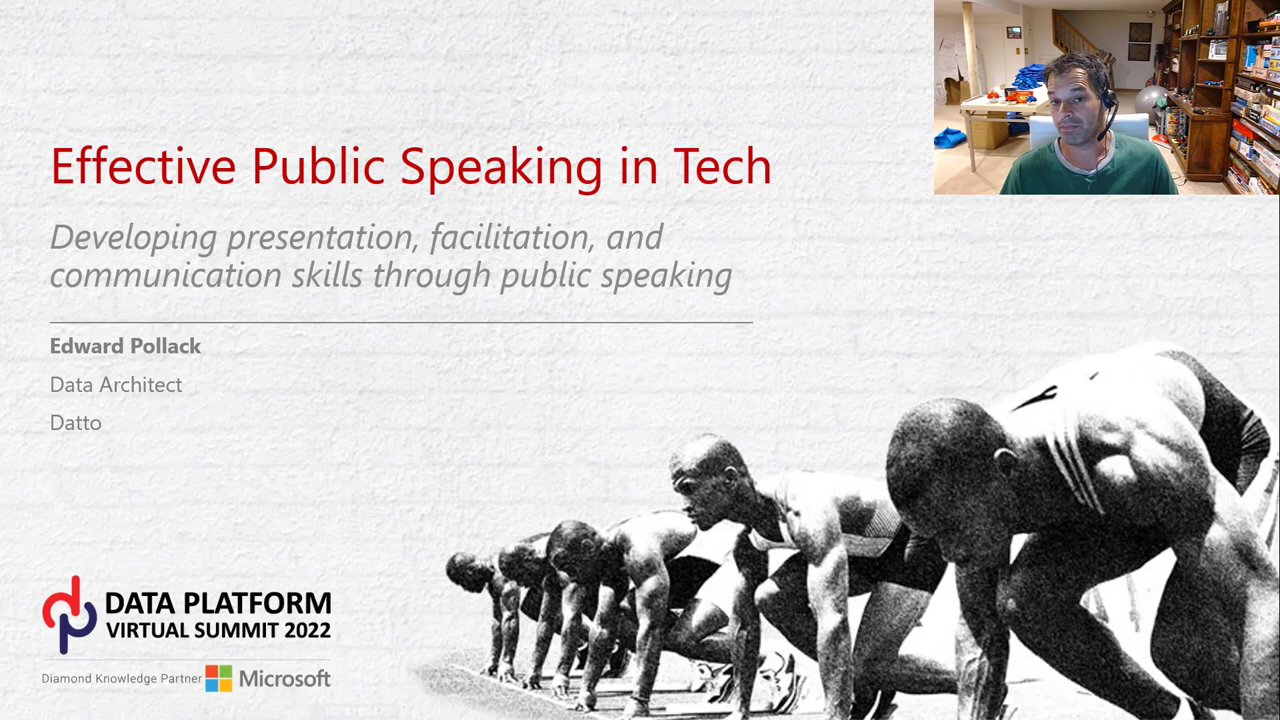 Effective Public Speaking in Tech
Developing presentation, facilitation, and
communication skills through public speaking
Edward Pollack
Data Architect
Datto
dp DATA PLATFORM
VIRTUAL SUMMIT 2022
Diamond Knowledge Partner Microsoft